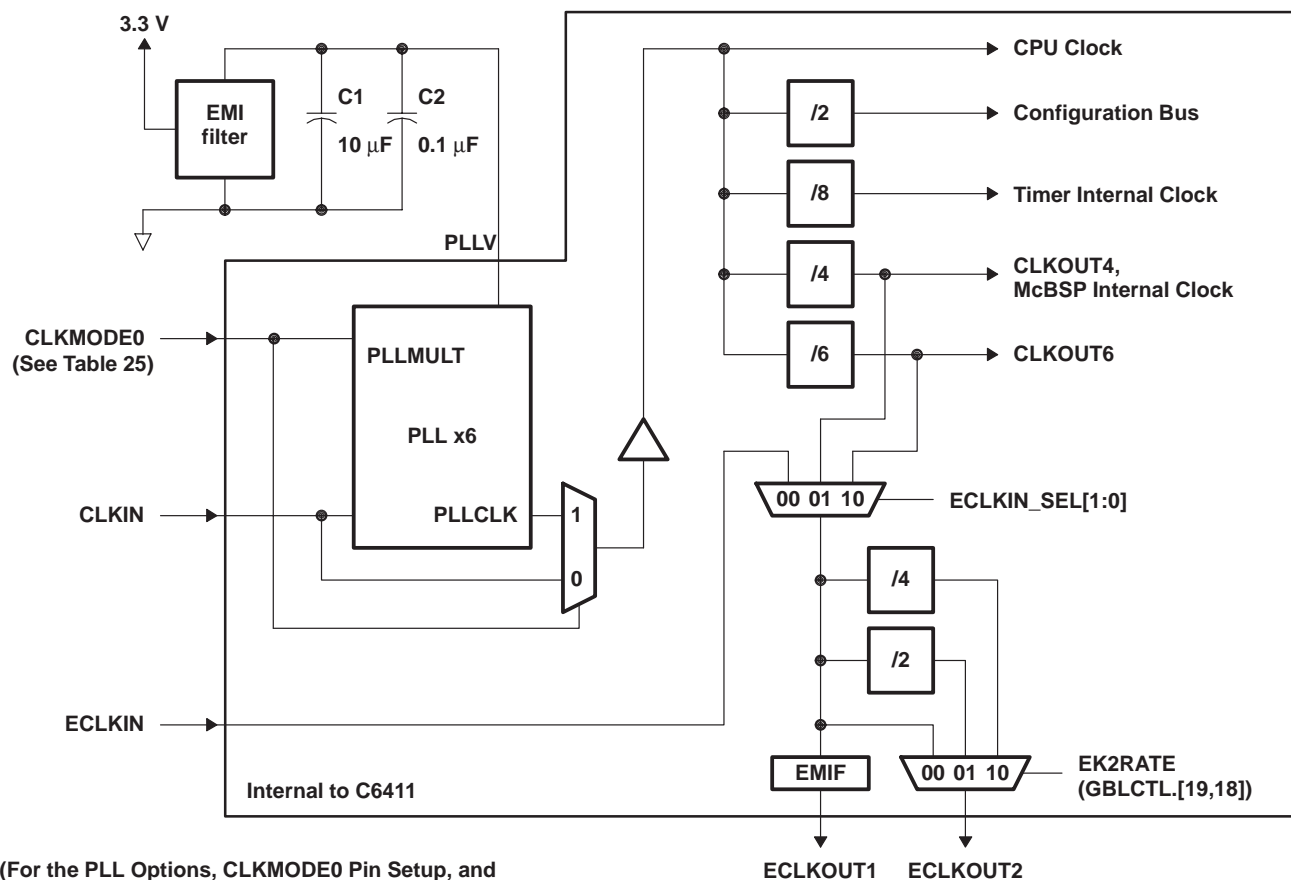 3.3 V
EMI
filter
C1
10 μF
C2
0.1 μF
PLLV
CPU Clock
/2
Configuration Bus
/8
Timer Internal Clock
/4
CLKOUT4,
McBSP Internal Clock
/6
CLKOUT6
CLKMODE0
(See Table 25)
PLLMULT
PLL x6
PLLCLK
1
0
CLKIN
00 01 10
ECLKIN_SEL[1:0]
/4
/2
ECLKIN
EMIF
00 01 10
EK2RATE
(GBLCTL.[19,18])
Internal to C6411
ECLKOUT1
ECLKOUT2
(For the PLL Options, CLKMODE0 Pin Setup, and